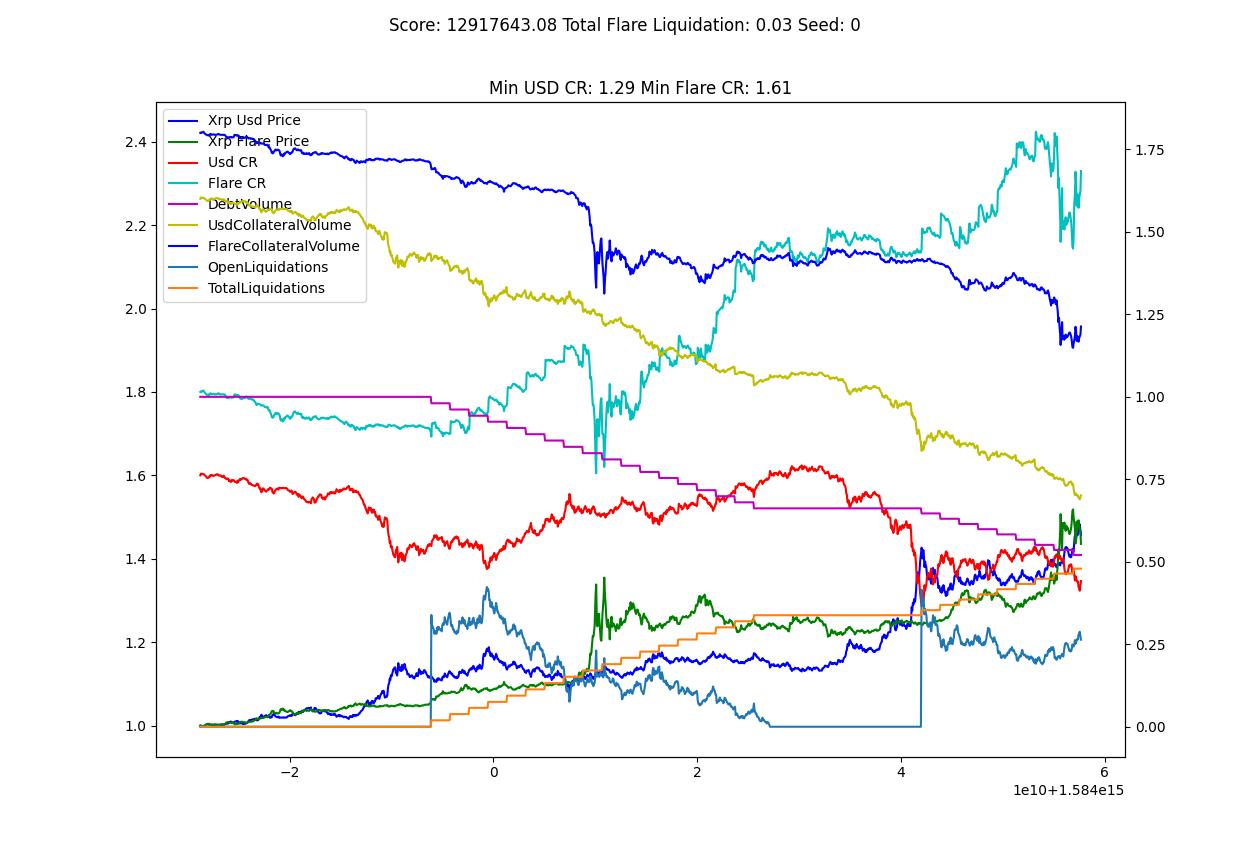 Score: 12917643.08 Total Flare Liquidation: 0.03 Seed: 0
Min USD CR: 1.29 Min Flare CR: 1.61
Xrp Usd Price
Xrp Flare Price
Usd CR
Flare CR
DebtVolume
UsdCollateralVolume
FlareCollateralVolume
OpenLiquidations
TotalLiquidations
2.4
2.2
2.0
1.8
1.6
1.4
1.2
1.0
1.75
1.50
1.25
1.00
0.75
0.50
0.25
0.00
−2
0
2
4
6
1e10+1.584e15